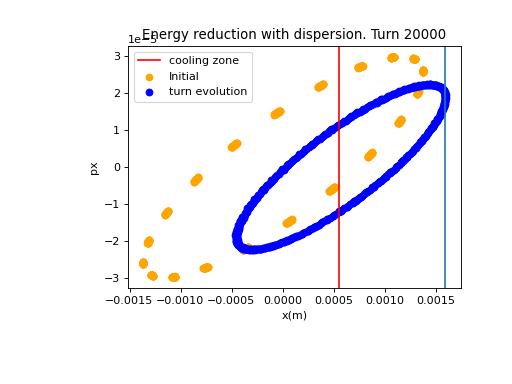 Energy reduction with dispersion. Turn 20000
1e−5
cooling zone
Initial
turn evolution
3
2
1
0
−1
−2
−3
px
−0.0015 −0.0010 −0.0005 0.0000 0.0005 0.0010 0.0015
x(m)